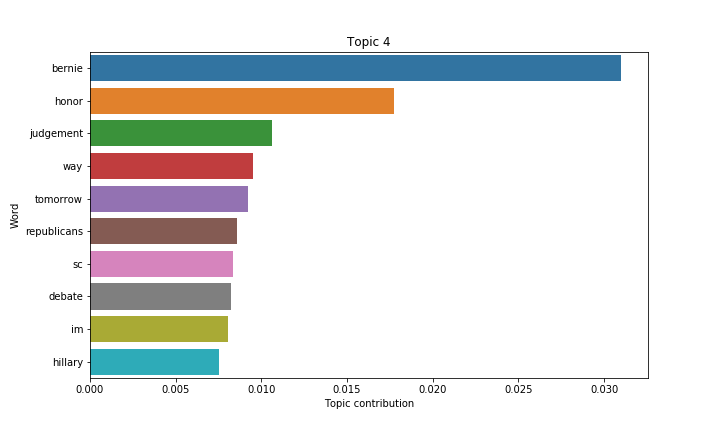 Topic 4
Word
bernie
honor
judgement
way
tomorrow
republicans
sc
debate
im
hillary
0.000 0.005 0.010 0.015 0.020 0.025 0.030
Topic contribution